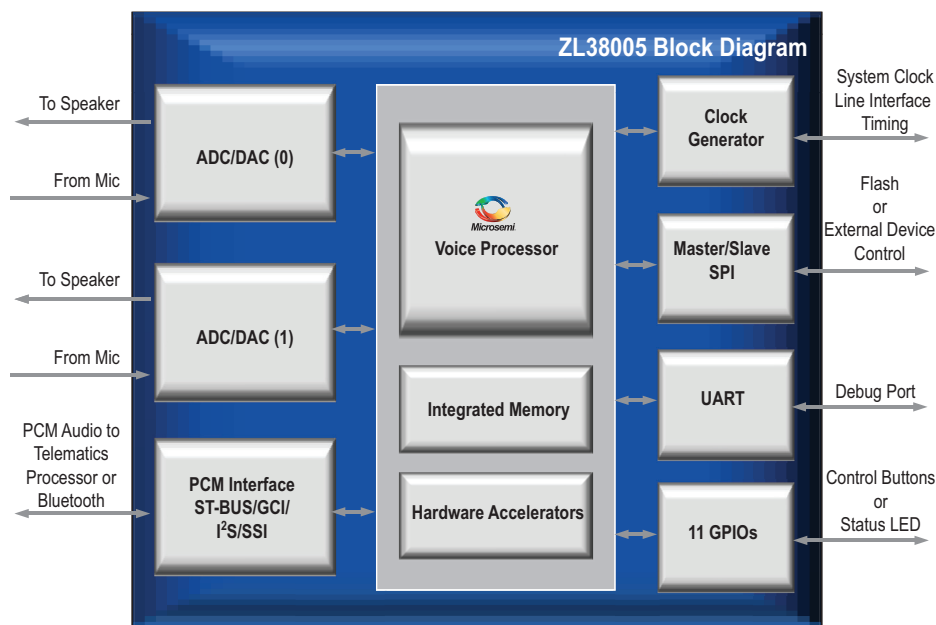 ZL38005 Block Diagram
To Speaker
From Mic
ADC/DAC (0)
To Speaker
From Mic
ADC/DAC (1)
PCM Audio to
Telematics
Processor or
Bluetooth
PCM Interface
ST-BUS/GCI/
I²S/SSI
Microsemi
Voice Processor
Integrated Memory
Hardware Accelerators
Clock
Generator
System Clock
Line Interface
Timing
Master/Slave
SPI
Flash
or
External Device
Control
UART
Debug Port
11 GPIOs
Control Buttons
or
Status LED